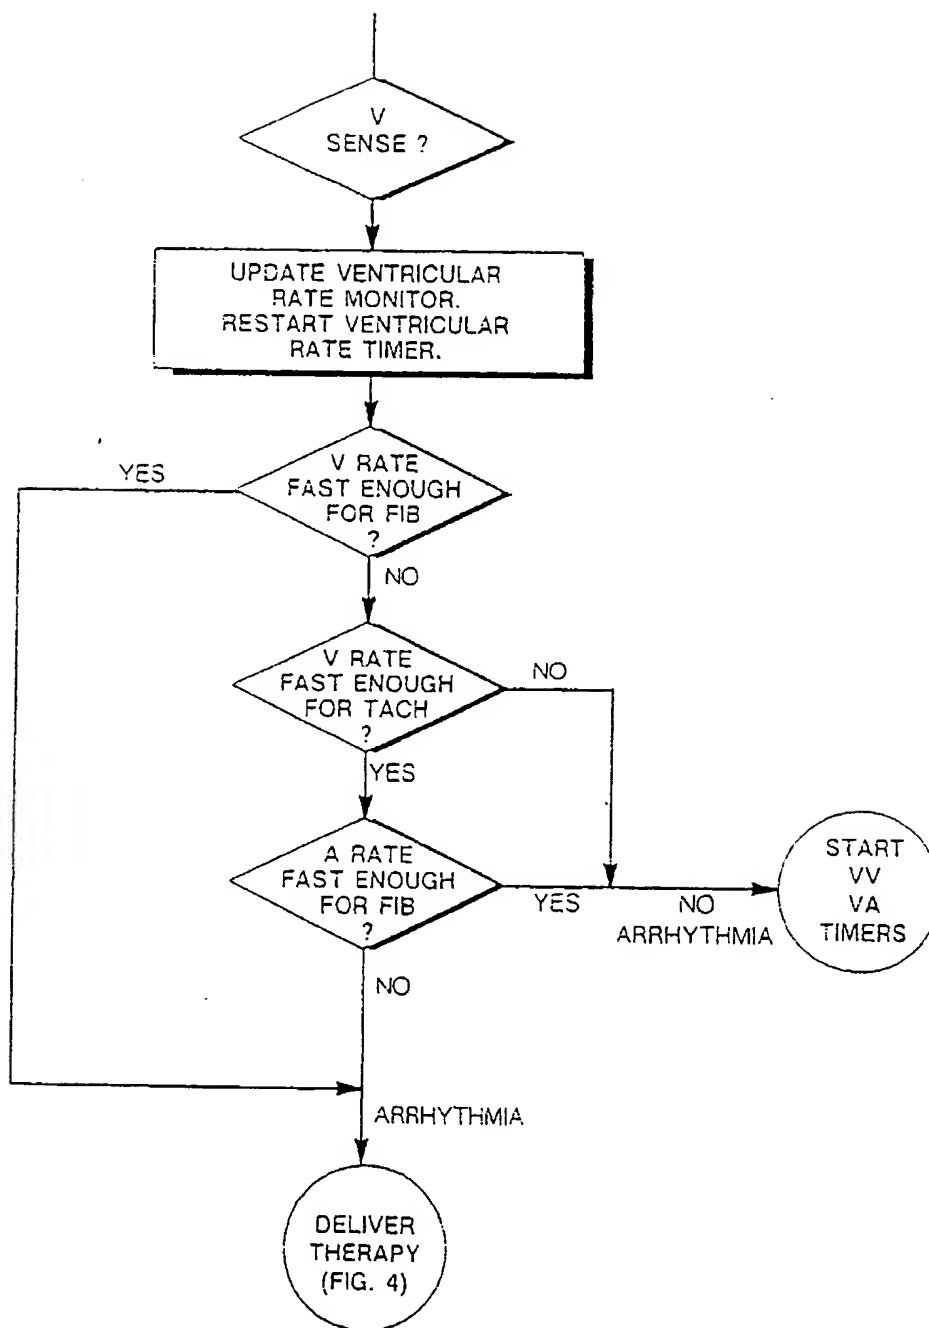 V
SENSE ?
UPDATE VENTRICULAR
RATE MONITOR.
RESTART VENTRICULAR
RATE TIMER.
YES
V RATE
FAST ENOUGH
FOR FIB
?
NO
V RATE
FAST ENOUGH
FOR TACH
?
NO
YES
A RATE
FAST ENOUGH
FOR FIB
?
YES
NO
ARRHYTHMIA
START
VV
VA
TIMERS
NO
ARRHYTHMIA
DELIVER
THERAPY
(FIG. 4)